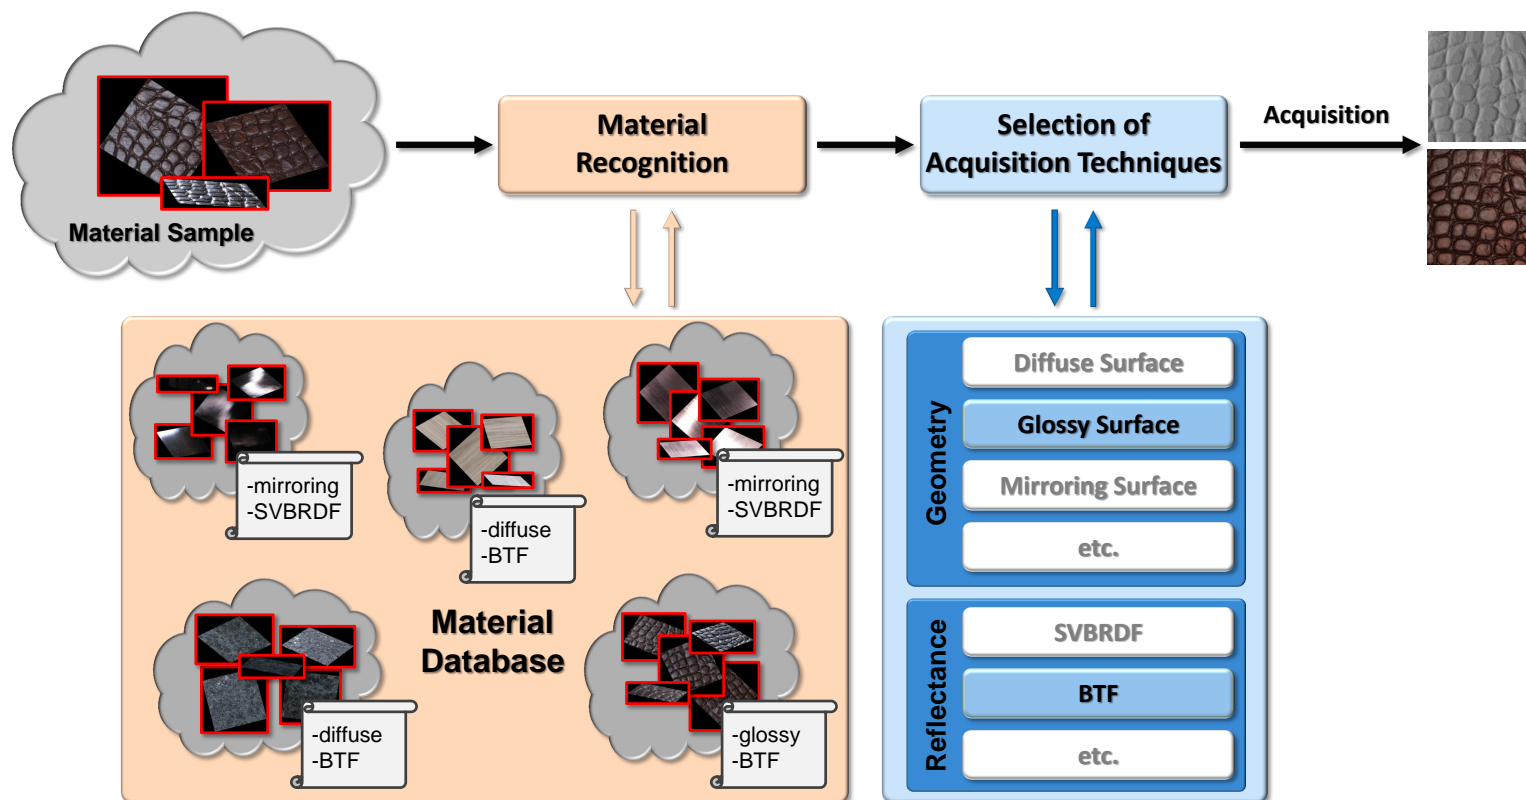 Material Sample
Material
Recognition
Selection of
Acquisition Techniques
Acquisition
-mirroring
-SVBRDF
-diffuse
-BTF
-mirroring
-SVBRDF
-diffuse
-BTF
Material
Database
-glossy
-BTF
Geometry
Diffuse Surface
Glossy Surface
Mirroring Surface
etc.
Reflectance
SVBRDF
BTF
etc.